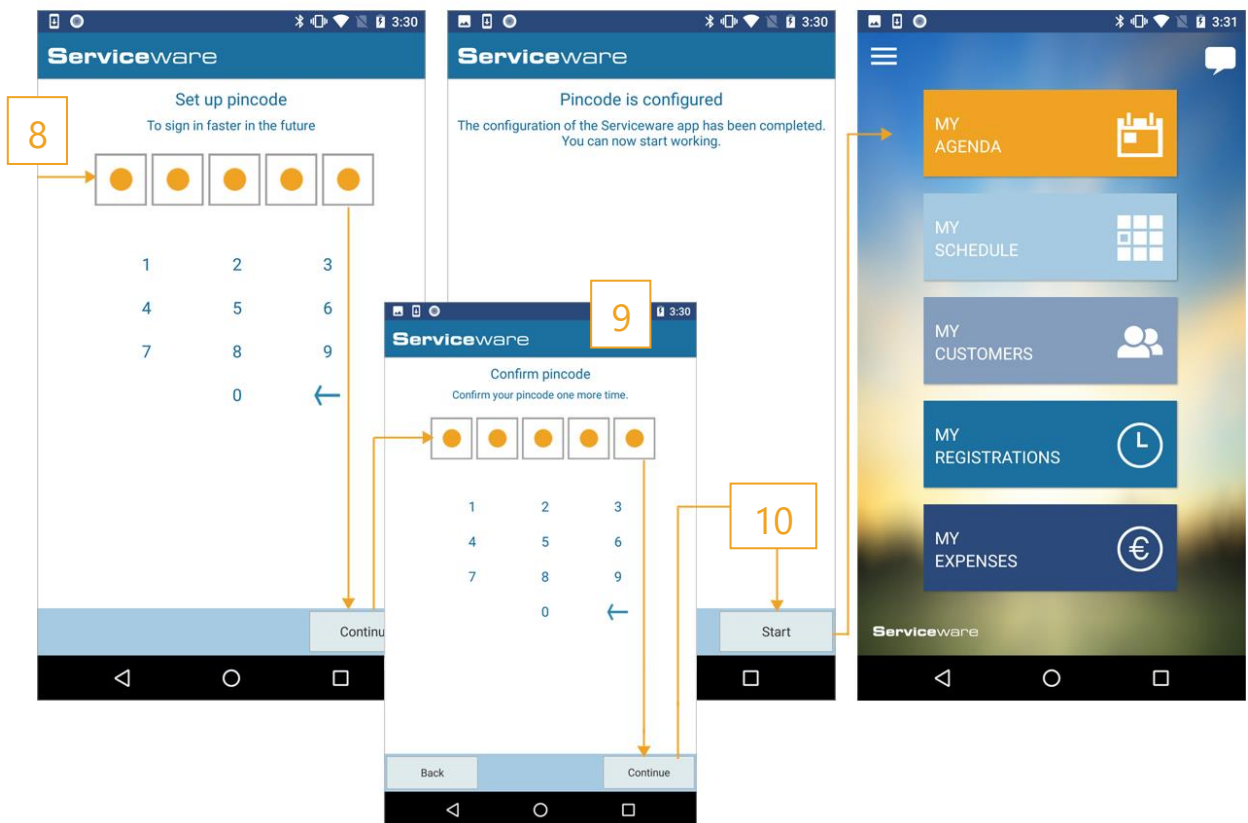 3:30
Serviceware
Set up pincode
To sign in faster in the future
8
1 2 3
4 5 6
7 8 9
0
Continu
3:30
Serviceware
Pincode is configured
The configuration of the Serviceware app has been completed.
You can now start working.
Start
9
3:30
Serviceware
Confirm pincode
Confirm your pincode one more time.
1 2 3
4 5 6
7 8 9
0
Back Continue
10
3:31
MY
AGENDA
MY
SCHEDULE
MY
CUSTOMERS
MY
REGISTRATIONS
MY
EXPENSES
€
Serviceware